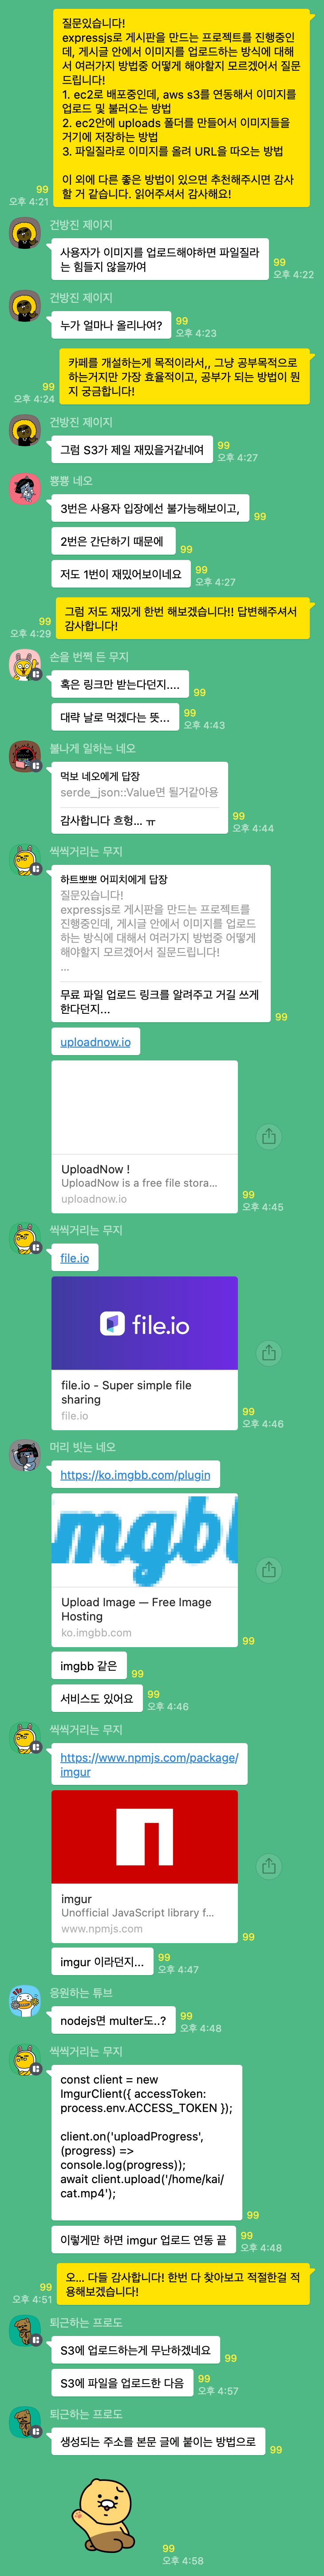 질문있습니다!
expressjs로 게시판을 만드는 프로젝트를 진행중인
데, 게시글 안에서 이미지를 업로드하는 방식에 대해
서 여러가지 방법중 어떻게 해야할지 모르겠어서 질문
드립니다!
1. ec2로 배포중인데, aws s3를 연동해서 이미지를
업로드 및 불러오는 방법
2. ec2안에 uploads 폴더를 만들어서 이미지들을
거기에 저장하는 방법
3. 파일질라로 이미지를 올려 URL을 따오는 방법
이 외에 다른 좋은 방법이 있으면 추천해주시면 감사
할 거 같습니다. 읽어주셔서 감사해요!
99
오후 4:21
건방진 제이지
사용자가 이미지를 업로드해야하면 파일질라
는 힘들지 않을까여
99
오후 4:22
건방진 제이지
누가 얼마나 올리나여?
99
오후 4:23
카페를 개설하는게 목적이라서,, 그냥 공부목적으로
하는거지만 가장 효율적이고, 공부가 되는 방법이 뭔
지 궁금합니다!
99
오후 4:24
건방진 제이지
그럼 S3가 제일 재밌을거같네여
99
오후 4:27
뿅뿅 네오
3번은 사용자 입장에선 불가능해보이고,
99
2번은 간단하기 때문에
99
저도 1번이 재밌어보이네요
99
오후 4:27
그럼 저도 재밌게 한번 해보겠습니다!! 답변해주셔서
감사합니다!
99
오후 4:29
손을 번쩍 든 무지
혹은 링크만 받는다던지....
99
대략 날로 먹겠다는 뜻...
99
오후 4:43
불나게 일하는 네오
먹보 네오에게 답장
serde_json::Value면 될거같아용
감사합니다 흐헝... ㅠ
99
오후 4:44
씩씩거리는 무지
하트뽀뽀 어피치에게 답장
질문있습니다!
expressjs로 게시판을 만드는 프로젝트를
진행중인데, 게시글 안에서 이미지를 업로드
하는 방식에 대해서 여러가지 방법중 어떻게
해야할지 모르겠어서 질문드립니다!
...
무료 파일 업로드 링크를 알려주고 거길 쓰게
한다던지...
99
uploadnow.io
UploadNow !
UploadNow is a free file stora...
uploadnow.io
99
오후 4:45
씩씩거리는 무지
file.io
file.io
file.io - Super simple file
sharing
file.io
99
오후 4:46
머리 빗는 네오
https://ko.imgbb.com/plugin
mgbl
Upload Image — Free Image
Hosting
ko.imgbb.com
99
imgbb 같은
99
서비스도 있어요
99
오후 4:46
씩씩거리는 무지
https://www.npmjs.com/package/
imgur
imgur
Unofficial JavaScript library f...
www.npmjs.com
99
imgur 이라던지...
99
오후 4:47
응원하는 튜브
nodejs면 multer도..?
99
오후 4:48
씩씩거리는 무지
const client = new
ImgurClient({ accessToken:
process.env.ACCESS_TOKEN });
client.on('uploadProgress',
(progress) =>
console.log(progress));
await client.upload('/home/kai/
cat.mp4');
99
이렇게만 하면 imgur 업로드 연동 끝
99
오후 4:48
오... 다들 감사합니다! 한번 다 찾아보고 적절한걸 적
용해보겠습니다!
99
오후 4:51
퇴근하는 프로도
S3에 업로드하는게 무난하겠네요
99
S3에 파일을 업로드한 다음
99
오후 4:57
퇴근하는 프로도
생성되는 주소를 본문 글에 붙이는 방법으로
99
99
오후 4:58